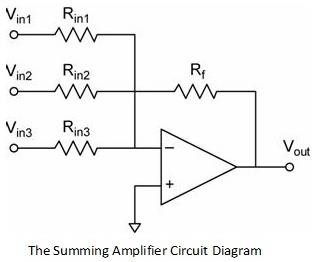 Vin1 Rin1
Vin2 Rin2 Rf
Vin3 Rin3
−
Vout
+
The Summing Amplifier Circuit Diagram